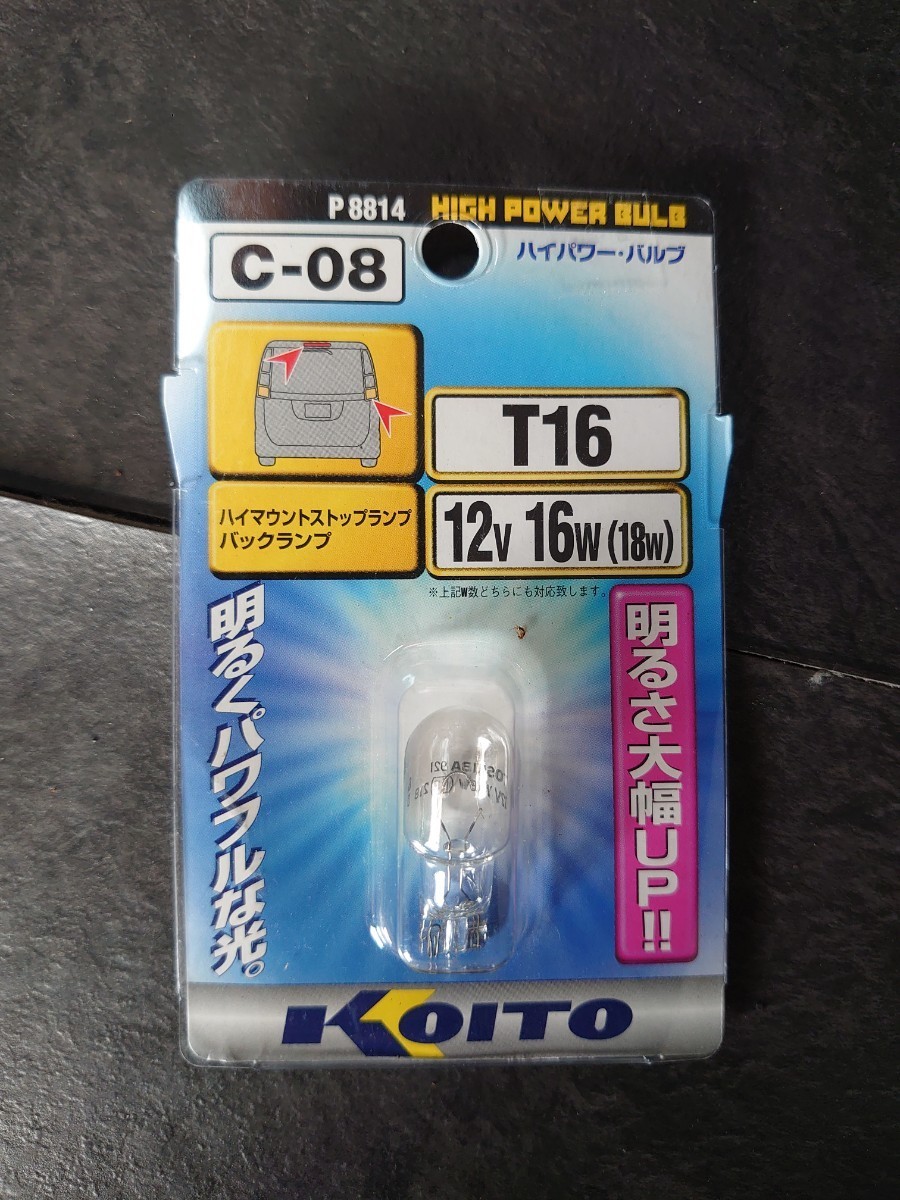 P8814 HIGH POWER BULB
C-08
ハイパワー・バルブ
T16
ハイマウントストップランプ
バックランプ
12V 16W (18W)
※上記W数どちらにも対応致します。
明るくパワフルな光。
明るさ大幅UP!!
921
12V
KOITO